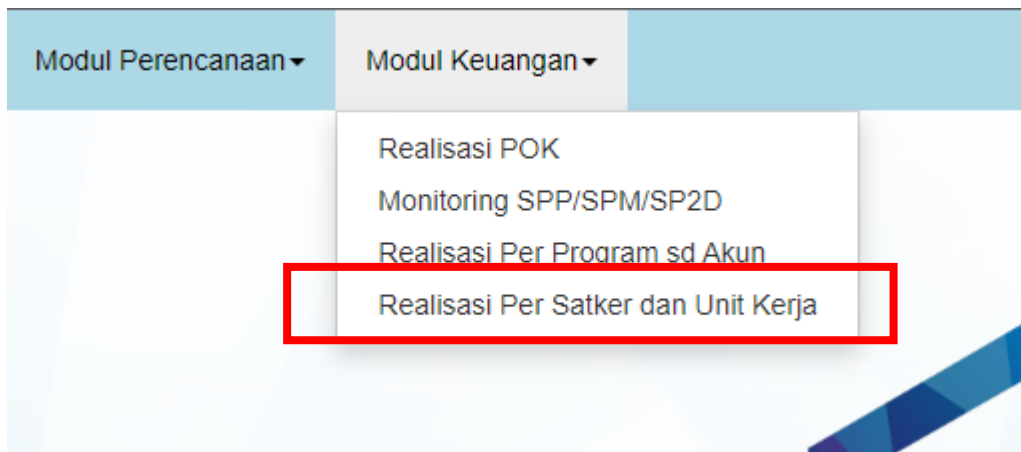 Modul Perencanaan Modul Keuangan
Realisasi POK
Monitoring SPP/SPM/SP2D
Realisasi Per Program sd Akun
Realisasi Per Satker dan Unit Kerja